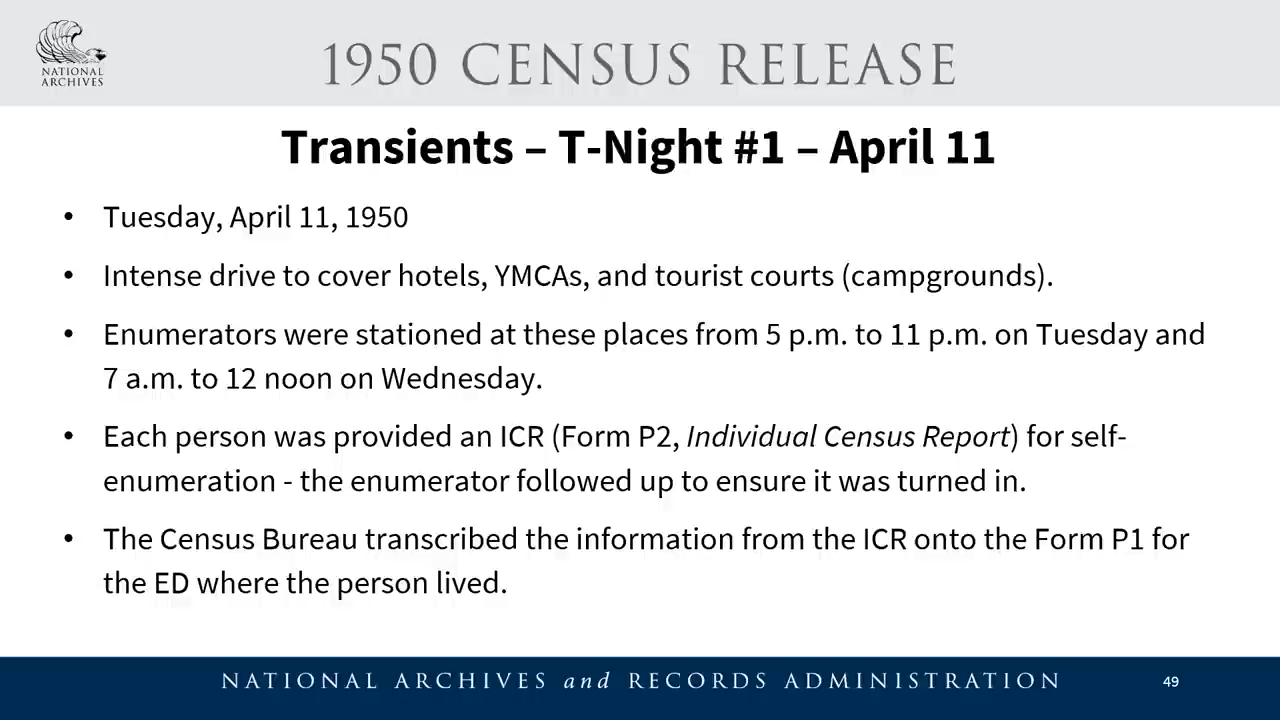 NATIONAL
ARCHIVES
1950 CENSUS RELEASE
Transients – T-Night #1 – April 11
• Tuesday, April 11, 1950
• Intense drive to cover hotels, YMCAs, and tourist courts (campgrounds).
• Enumerators were stationed at these places from 5 p.m. to 11 p.m. on Tuesday and
7 a.m. to 12 noon on Wednesday.
• Each person was provided an ICR (Form P2, Individual Census Report) for self-
enumeration - the enumerator followed up to ensure it was turned in.
• The Census Bureau transcribed the information from the ICR onto the Form P1 for
the ED where the person lived.
NATIONAL ARCHIVES and RECORDS ADMINISTRATION
49